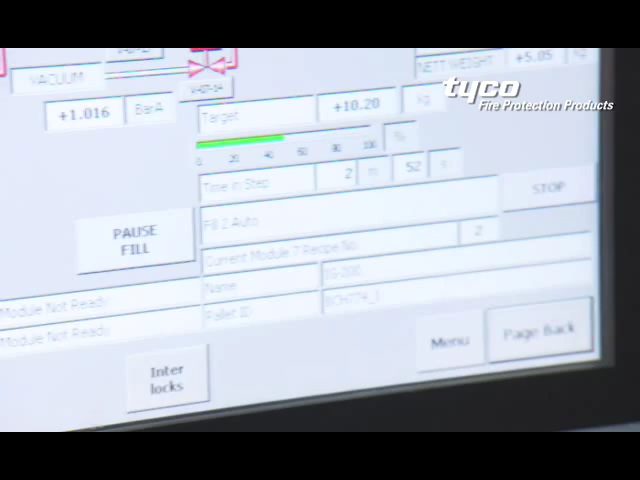 NETT WEIGHT +5.05
VACUUM
tyco
Fire Protection Products
+1.016 BarA
Target +10.20 kg
%
0 20 40 60 80 100
Time in Step 2 m 52 s
STOP
PAUSE
FILL
Fill 2 Auto
Current Module 7 Recipe No. 2
Module Not Ready
Name
Module Not Ready
Pallet ID
Menu
Page Back
Inter
locks